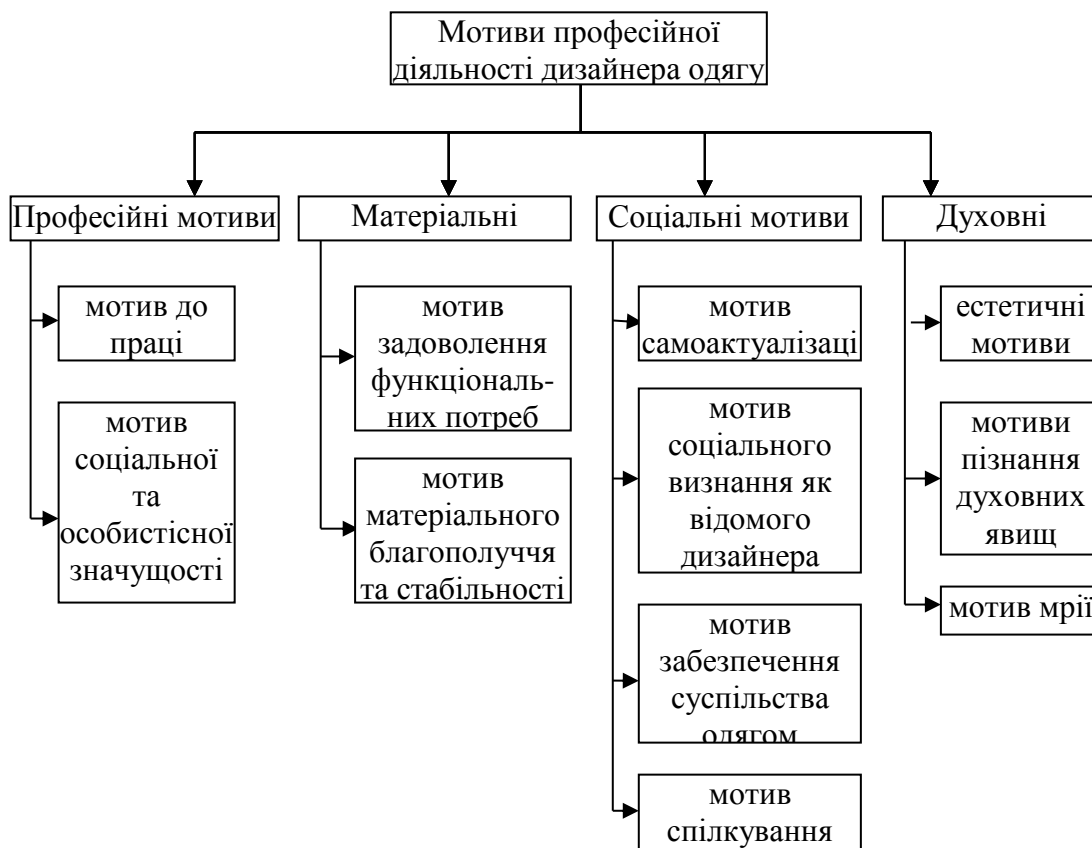 Мотиви професійної
діяльності дизайнера одягу
Професійні мотиви
Матеріальні
Соціальні мотиви
Духовні
мотив до
праці
мотив
соціальної
та
особистісної
значущості
мотив
задоволення
функціональ-
них потреб
мотив
матеріального
благополуччя
та стабільності
мотив
самоактуалізаці
мотив
соціального
визнання як
відомого
дизайнера
мотив
забезпечення
суспільства
одягом
мотив
спілкування
естетичні
мотиви
мотиви
пізнання
духовних
явищ
мотив мрії